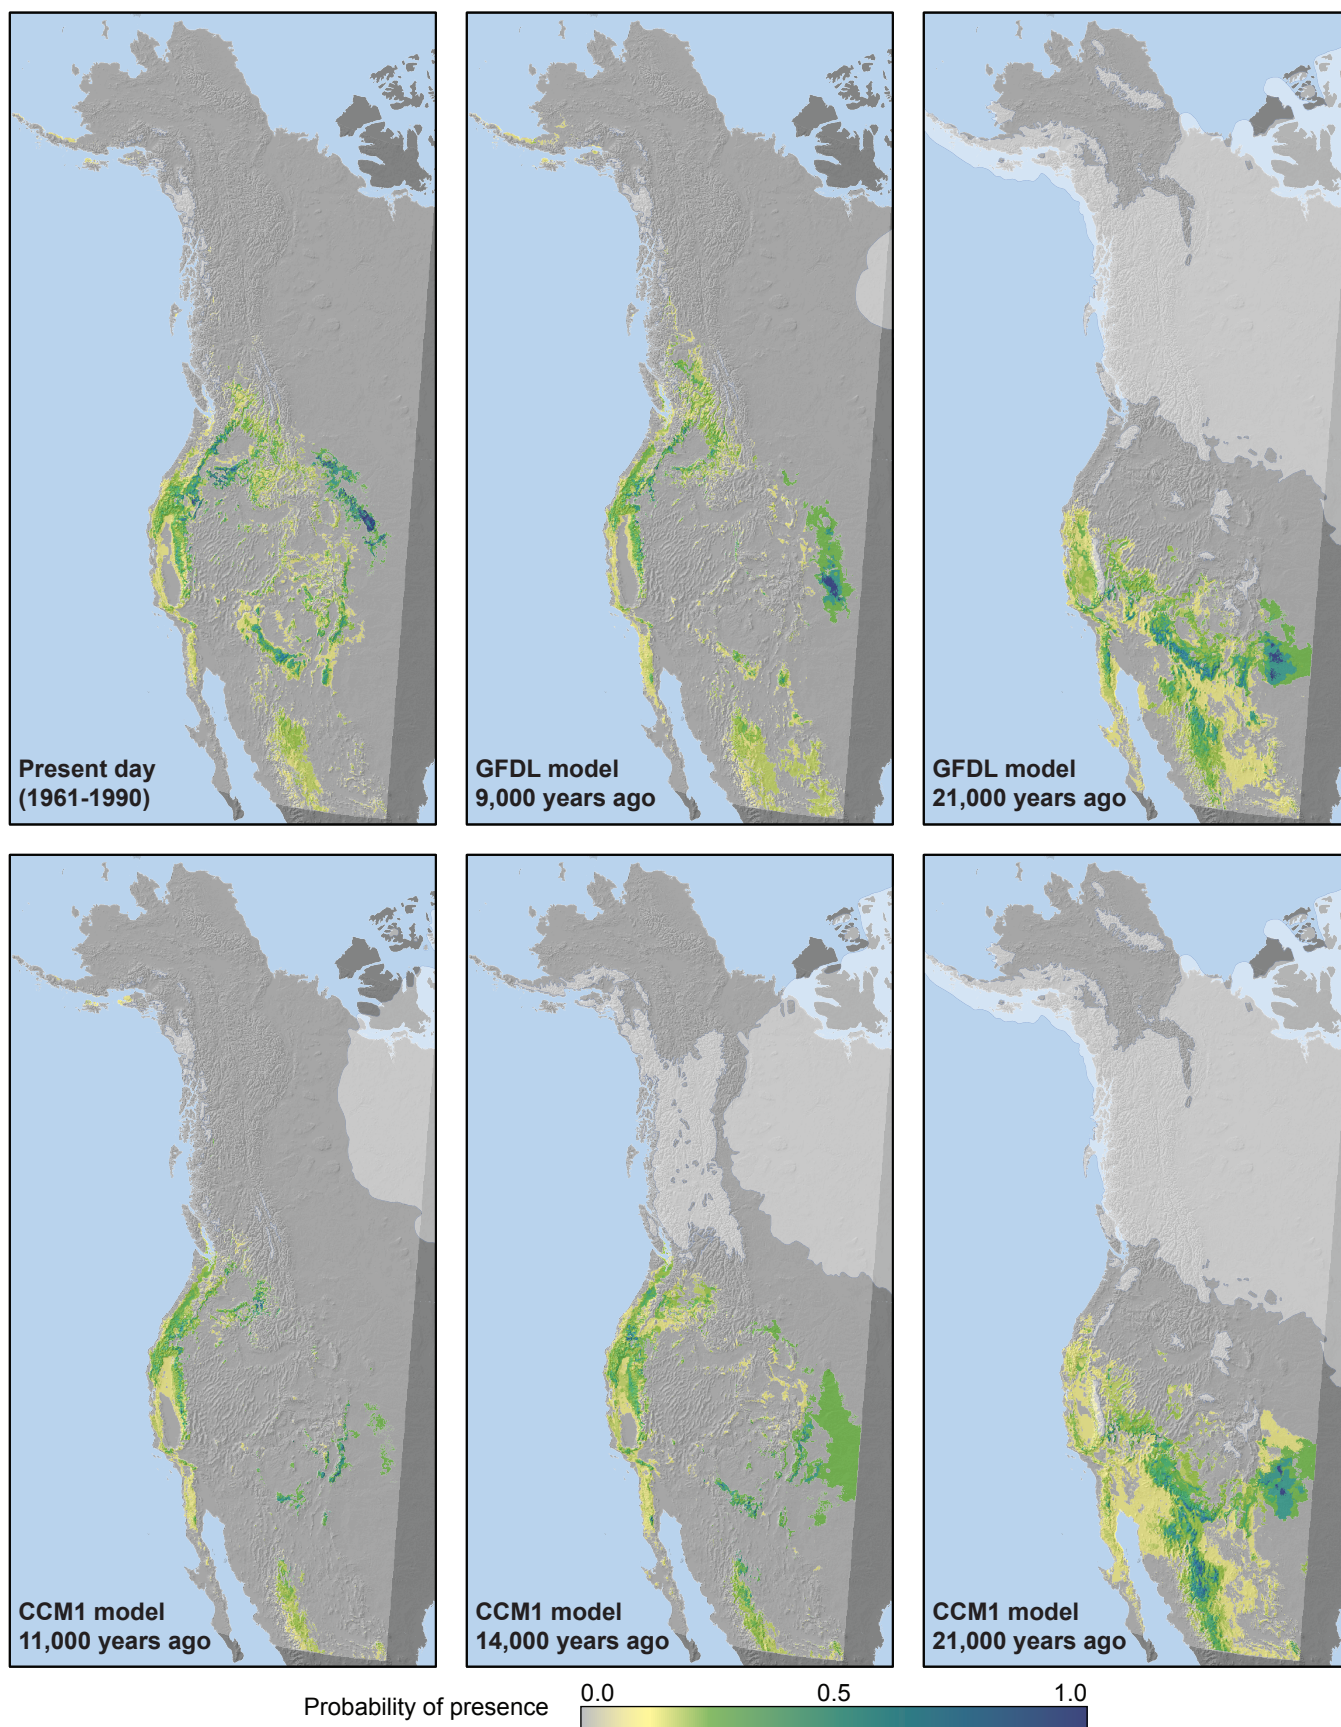 Present day
(1961-1990)
GFDL model
9,000 years ago
GFDL model
21,000 years ago
CCM1 model
11,000 years ago
CCM1 model
14,000 years ago
CCM1 model
21,000 years ago
Probability of presence
0.0 0.5 1.0